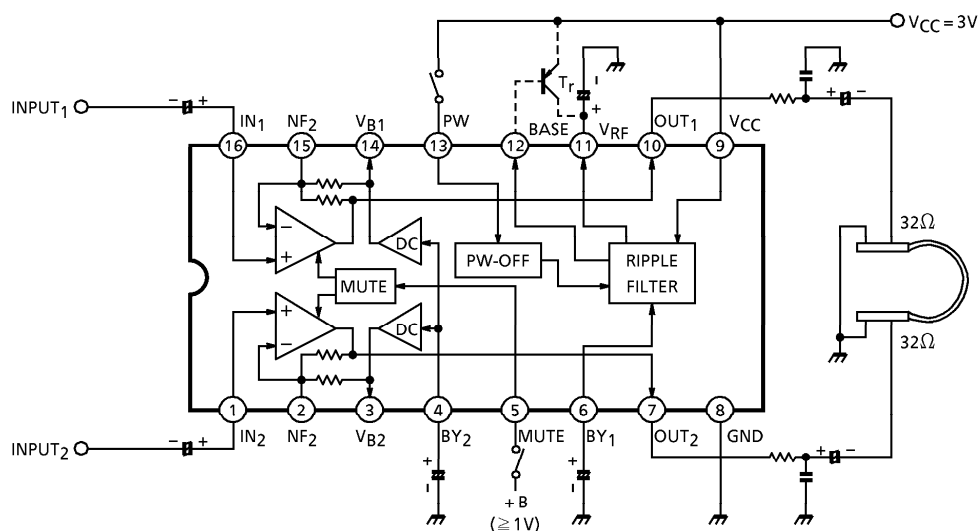 V_CC = 3V
T_r
I
+
+ −
INPUT1
− +
IN1
NF2
VB1
PW
BASE
VRF
OUT1
VCC
16
15
14
13
12
11
10
9
32Ω
−
+
DC
PW-OFF
RIPPLE
FILTER
MUTE
+
−
DC
32Ω
1
2
3
4
5
6
7
8
IN2
NF2
VB2
BY2
MUTE
BY1
OUT2
GND
INPUT2
− +
+
I
+
I
+ −
+B
(≧1V)